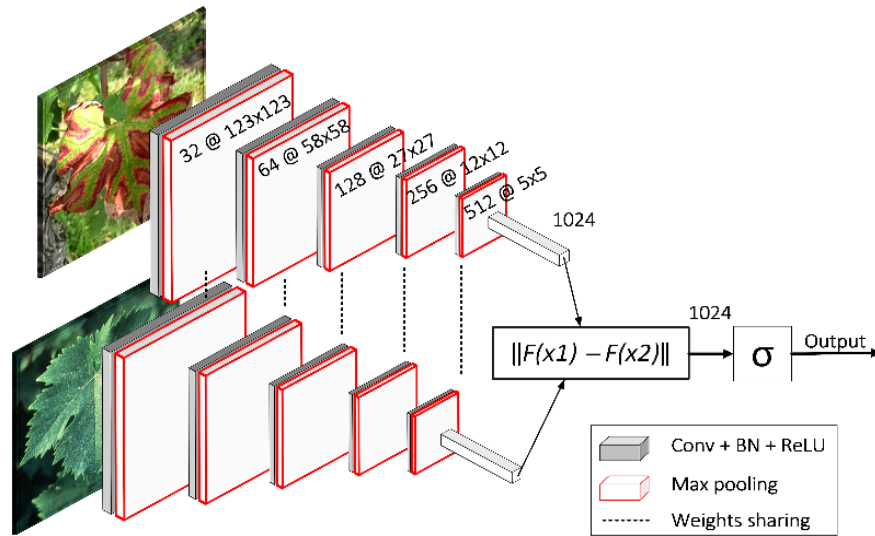 32 @ 123x123
64 @ 58x58
128 @ 27x27
256 @ 12x12
512 @ 5x5
1024
‖F(x1) – F(x2)‖
1024
σ
Output
Conv + BN + ReLU
Max pooling
Weights sharing